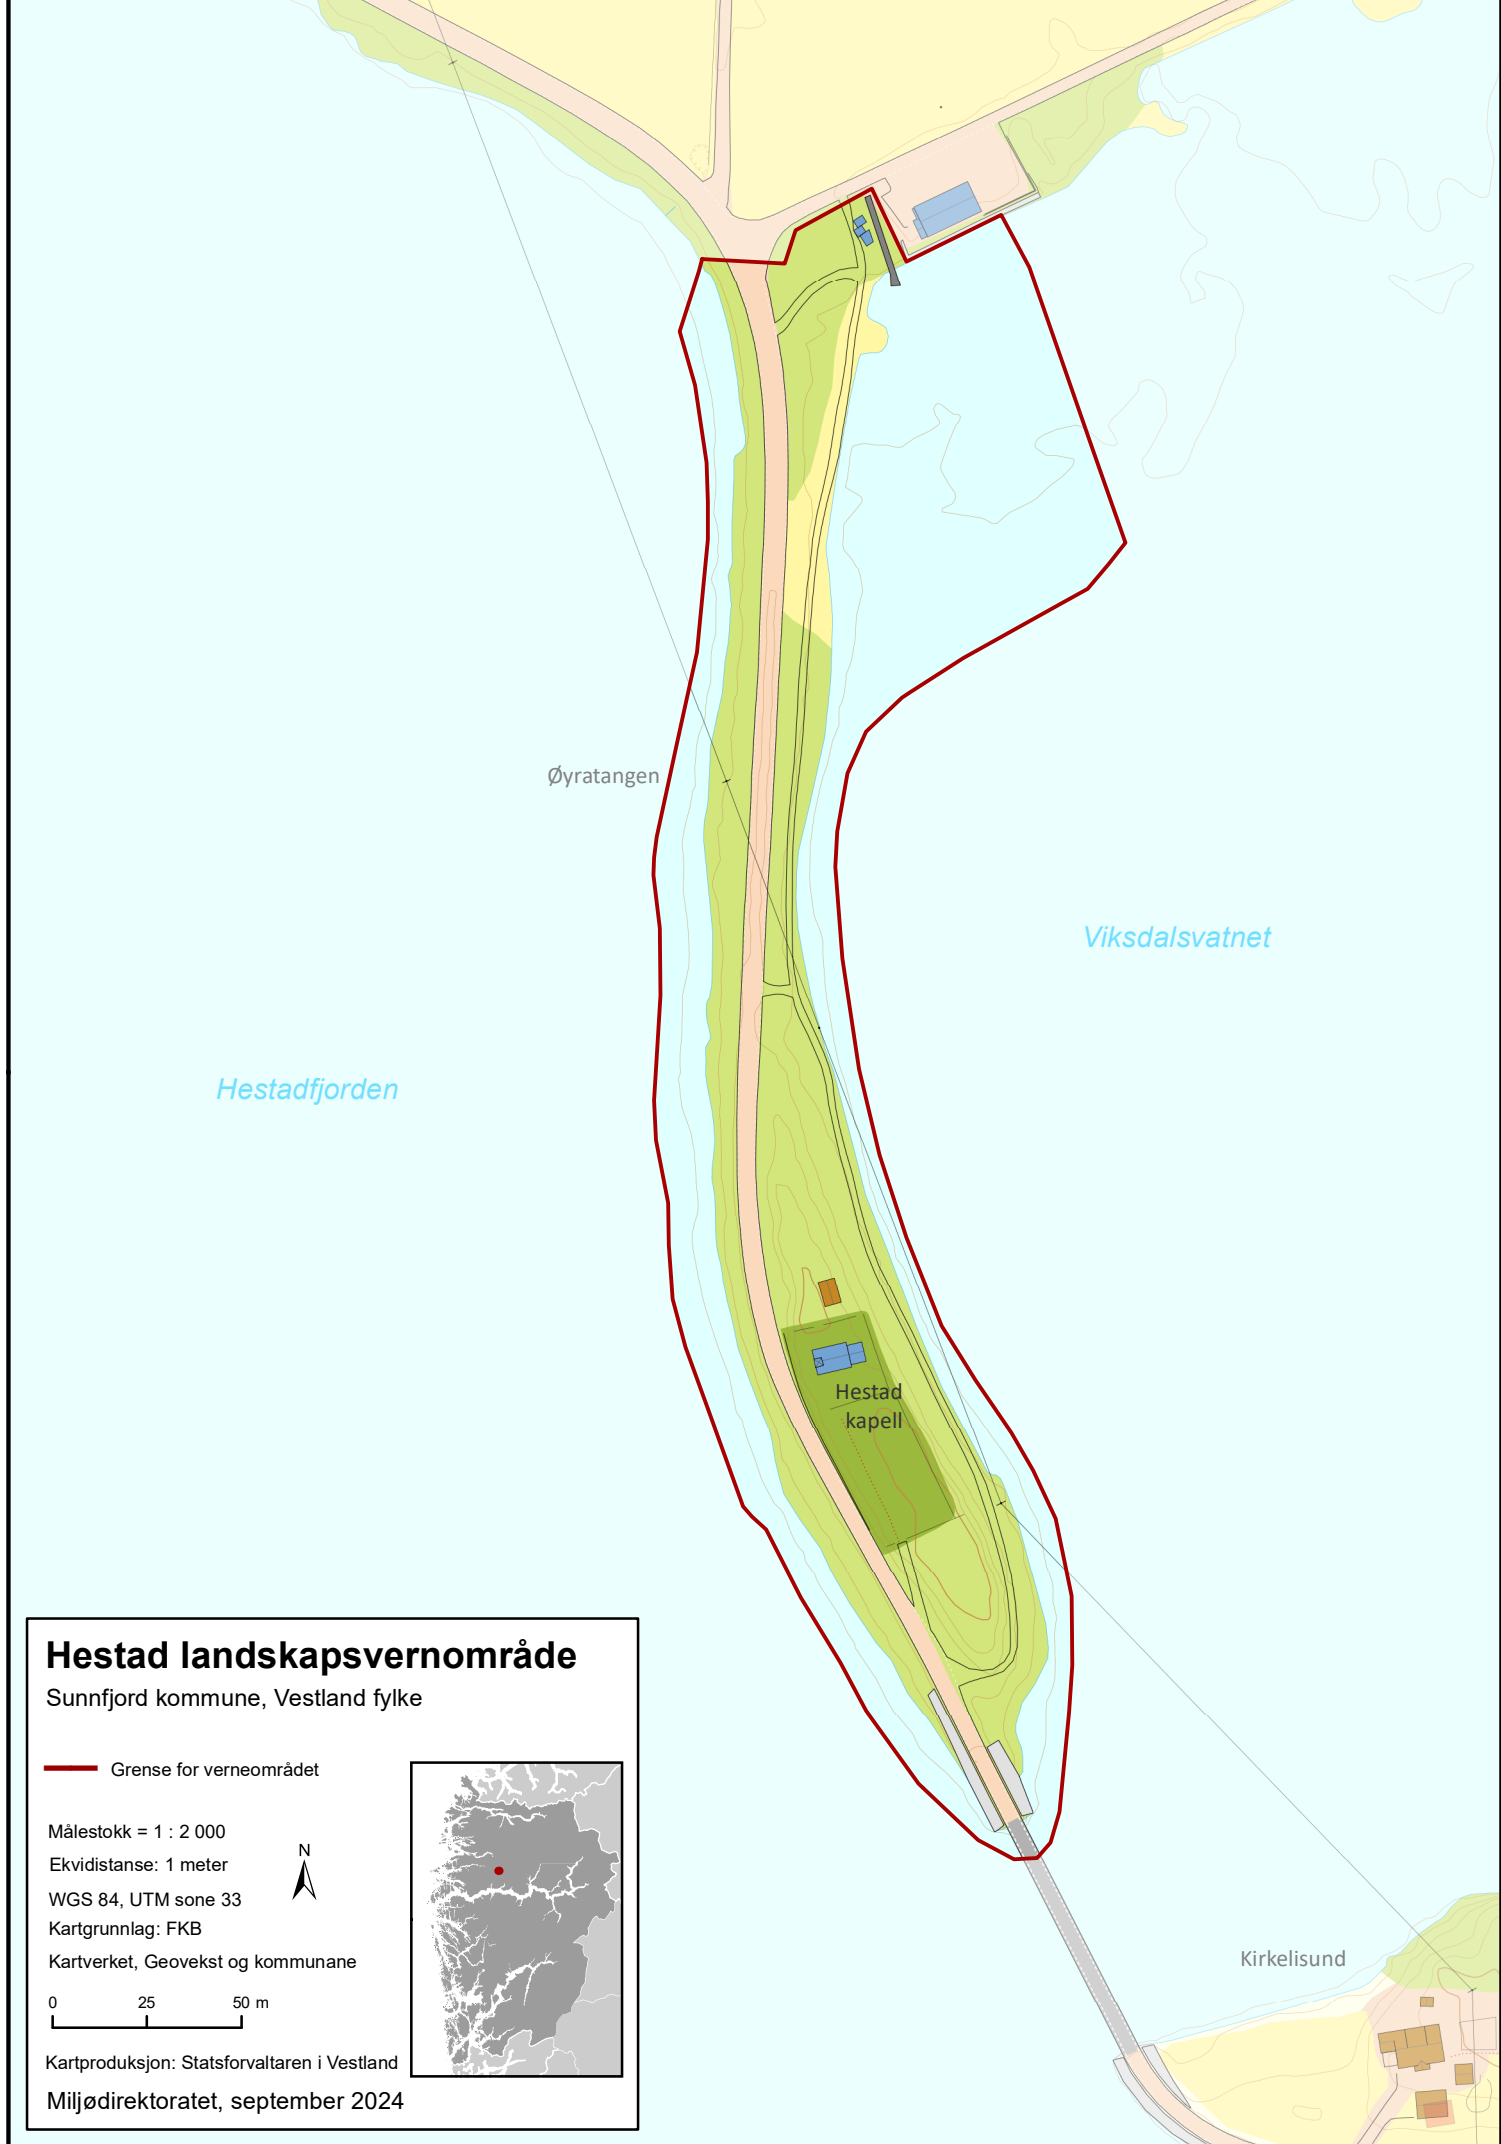 Øyratangen
Viksdalsvatnet
Hestadfjorden
Hestad
kapell
Hestad landskapsvernområde
Sunnfjord kommune, Vestland fylke
Grense for verneområdet
Målestokk = 1 : 2 000
Ekvidistanse: 1 meter
N
WGS 84, UTM sone 33
Kartgrunnlag: FKB
Kartverket, Geovekst og kommunane
0 25 50 m
Kartproduksjon: Statsforvaltaren i Vestland
Miljødirektoratet, september 2024
Kirkelisund